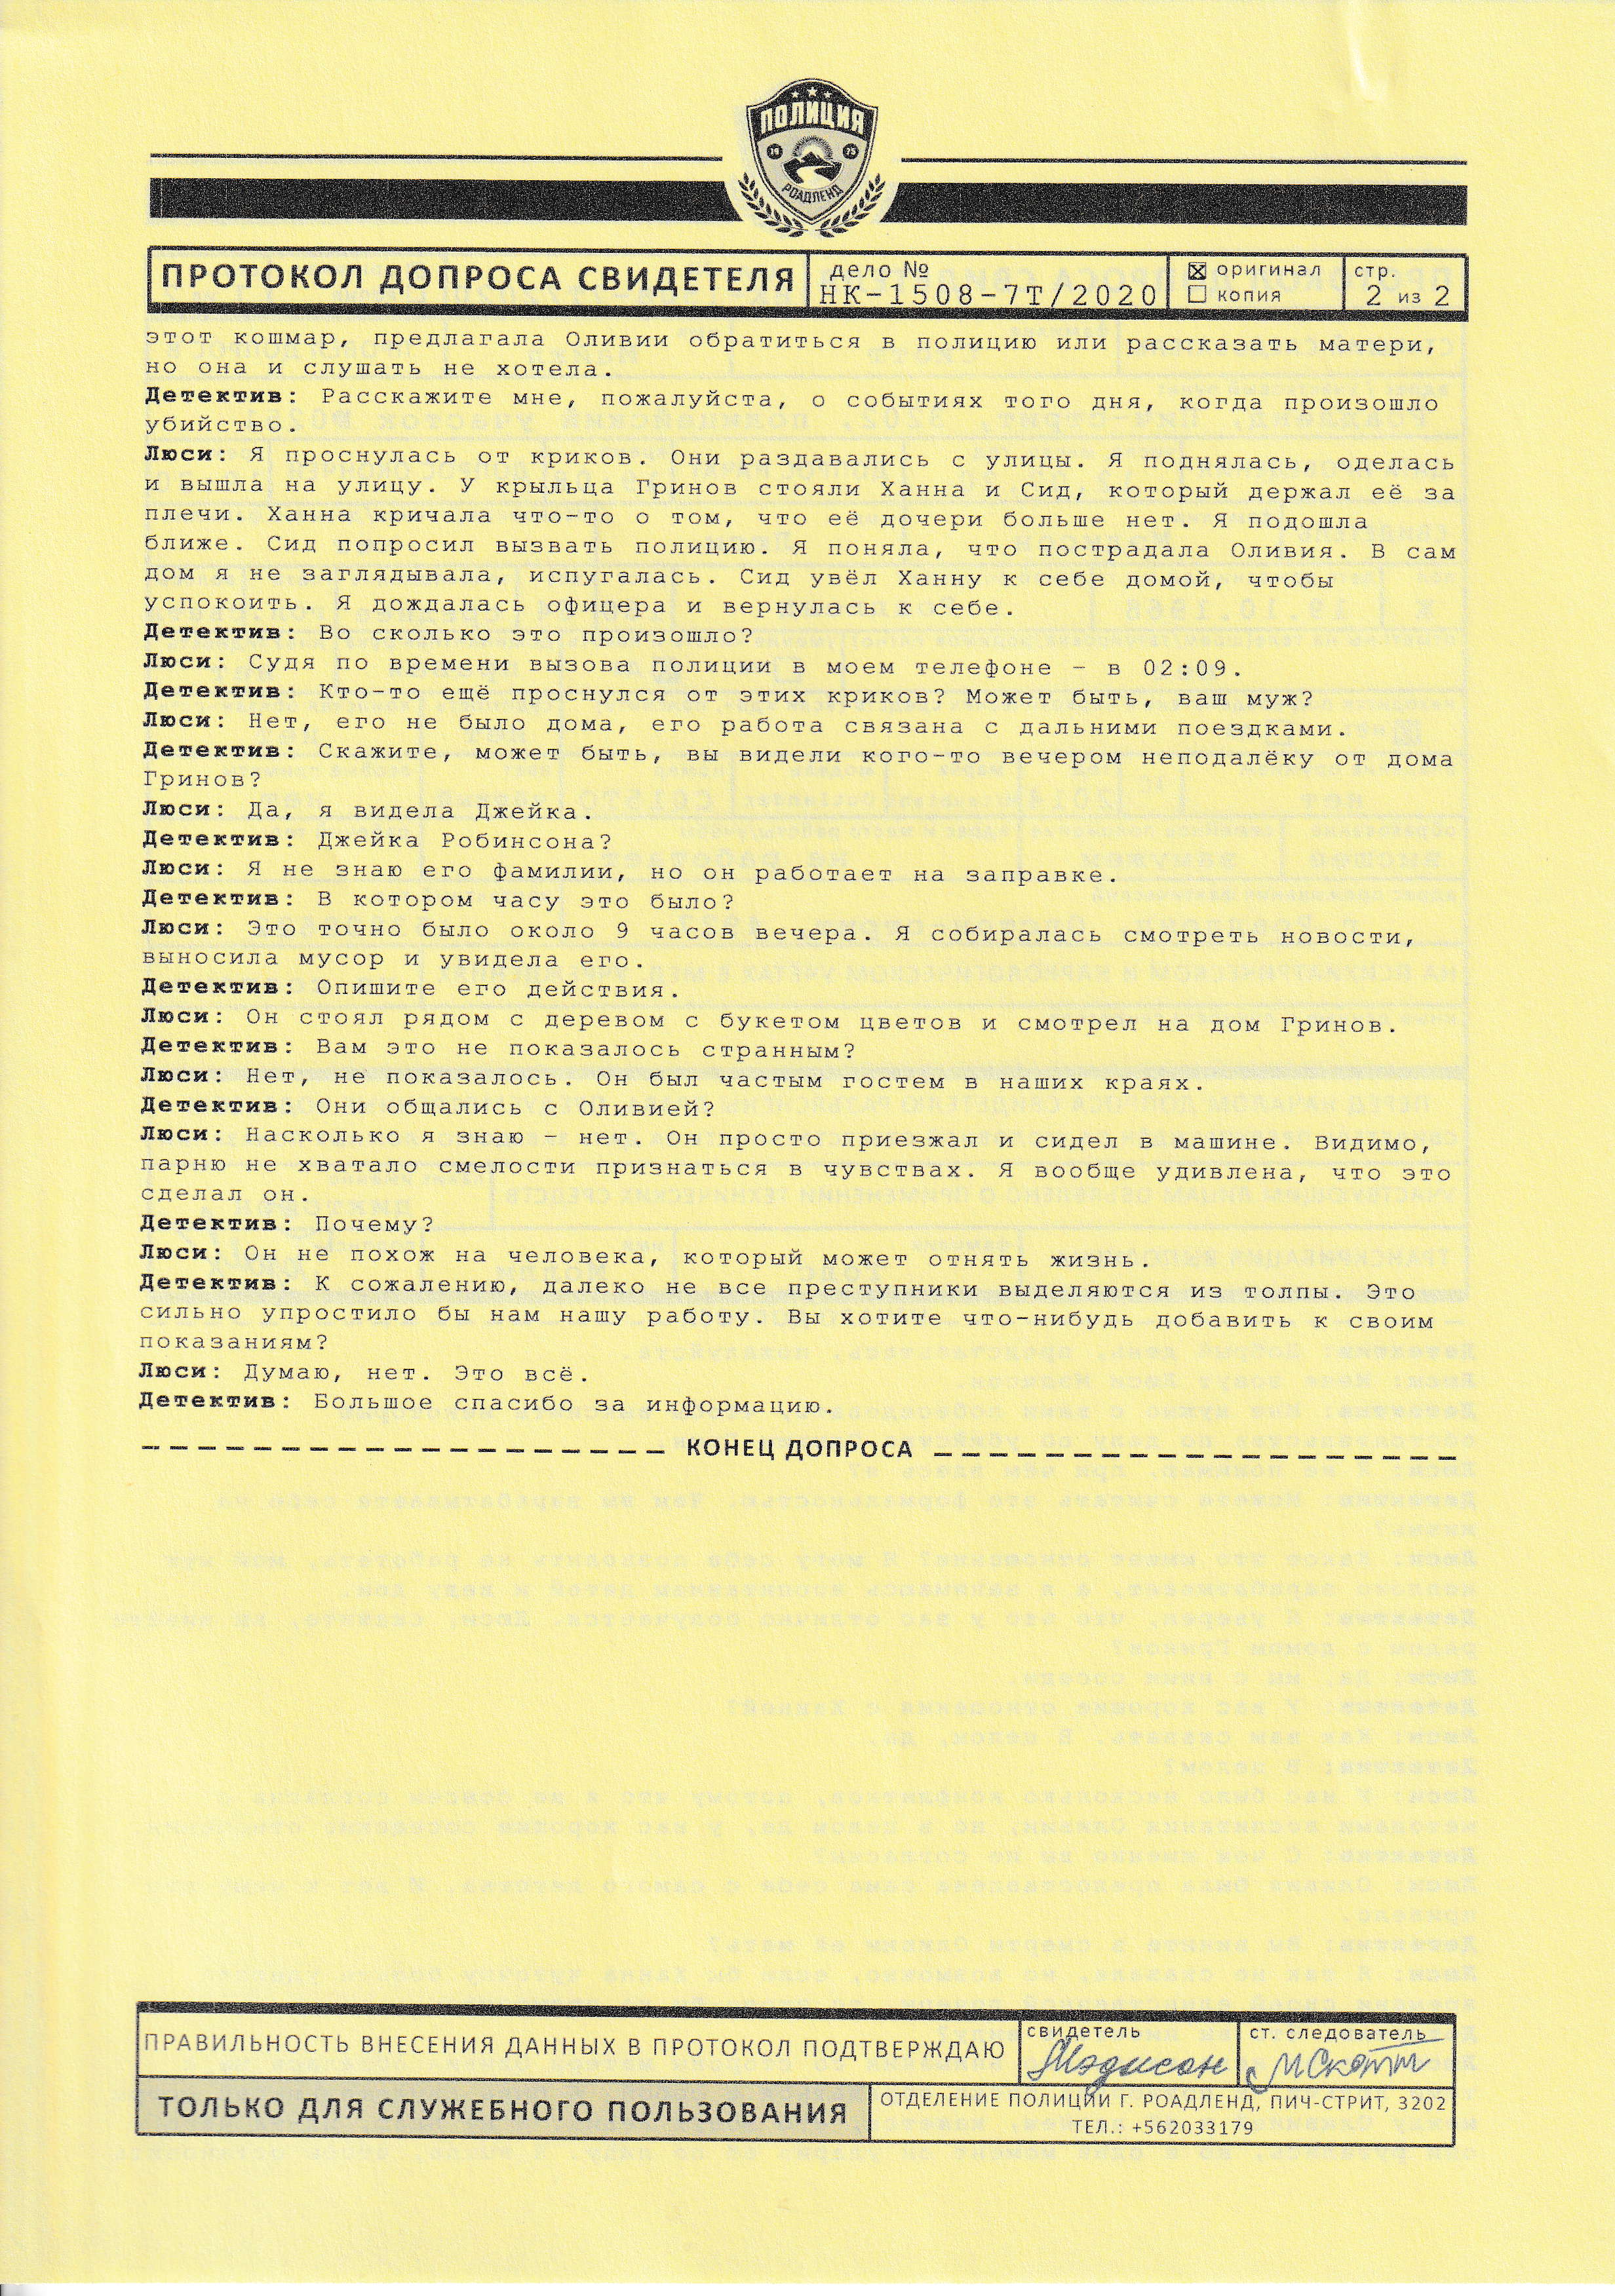 ПОЛИЦИЯ
19 75
РОАДЛЕНД
ПРОТОКОЛ ДОПРОСА СВИДЕТЕЛЯ
дело №
НК-1508-7Т/2020
оригинал
копия
стр.
2 из 2
этот кошмар, предлагала Оливии обратиться в полицию или рассказать матери,
но она и слушать не хотела.
Детектив: Расскажите мне, пожалуйста, о событиях того дня, когда произошло
убийство.
Люси: Я проснулась от криков. Они раздавались с улицы. Я поднялась, оделась
и вышла на улицу. У крыльца Гринов стояли Ханна и Сид, который держал её за
плечи. Ханна кричала что-то о том, что её дочери больше нет. Я подошла
ближе. Сид попросил вызвать полицию. Я поняла, что пострадала Оливия. В сам
дом я не заглядывала, испугалась. Сид увёл Ханну к себе домой, чтобы
успокоить. Я дождалась офицера и вернулась к себе.
Детектив: Во сколько это произошло?
Люси: Судя по времени вызова полиции в моем телефоне – в 02:09.
Детектив: Кто-то ещё проснулся от этих криков? Может быть, ваш муж?
Люси: Нет, его не было дома, его работа связана с дальними поездками.
Детектив: Скажите, может быть, вы видели кого-то вечером неподалёку от дома
Гринов?
Люси: Да, я видела Джейка.
Детектив: Джейка Робинсона?
Люси: Я не знаю его фамилии, но он работает на заправке.
Детектив: В котором часу это было?
Люси: Это точно было около 9 часов вечера. Я собиралась смотреть новости,
выносила мусор и увидела его.
Детектив: Опишите его действия.
Люси: Он стоял рядом с деревом с букетом цветов и смотрел на дом Гринов.
Детектив: Вам это не показалось странным?
Люси: Нет, не показалось. Он был частым гостем в наших краях.
Детектив: Они общались с Оливией?
Люси: Насколько я знаю – нет. Он просто приезжал и сидел в машине. Видимо,
парню не хватало смелости признаться в чувствах. Я вообще удивлена, что это
сделал он.
Детектив: Почему?
Люси: Он не похож на человека, который может отнять жизнь.
Детектив: К сожалению, далеко не все преступники выделяются из толпы. Это
сильно упростило бы нам нашу работу. Вы хотите что-нибудь добавить к своим
показаниям?
Люси: Думаю, нет. Это всё.
Детектив: Большое спасибо за информацию.
КОНЕЦ ДОПРОСА
ПРАВИЛЬНОСТЬ ВНЕСЕНИЯ ДАННЫХ В ПРОТОКОЛ ПОДТВЕРЖДАЮ
свидетель
Мэдисон
ст. следователь
МСкотт
ТОЛЬКО ДЛЯ СЛУЖЕБНОГО ПОЛЬЗОВАНИЯ
ОТДЕЛЕНИЕ ПОЛИЦИИ Г. РОАДЛЕНД, ПИЧ-СТРИТ, 3202
ТЕЛ.: +562033179